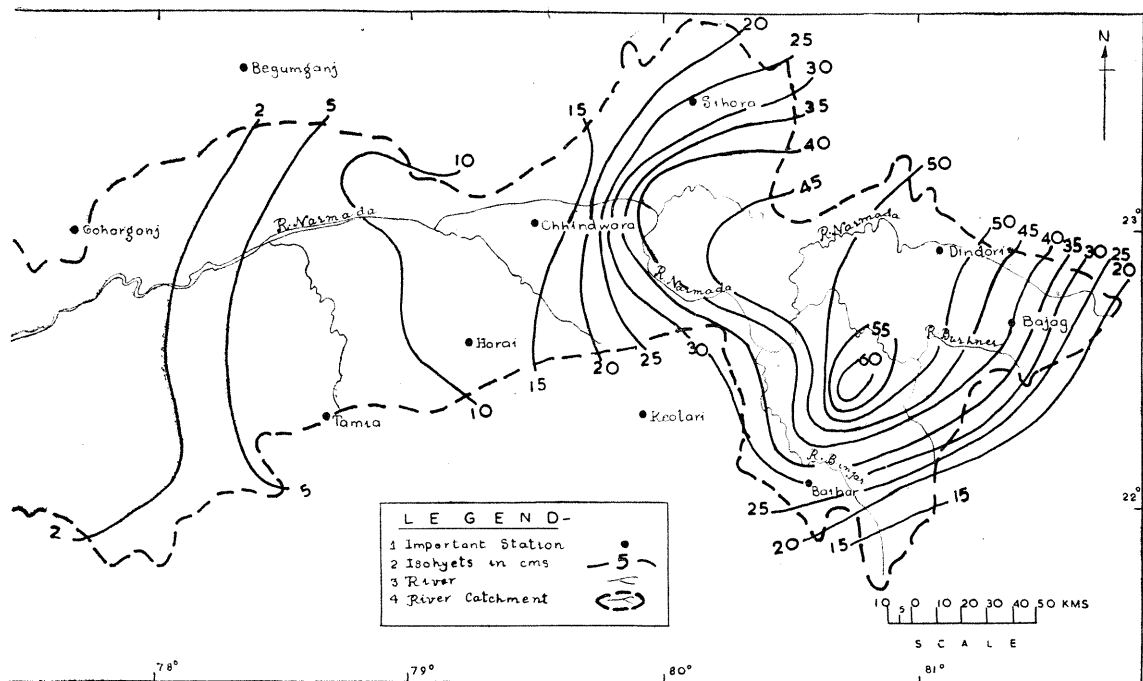 20
25
N
Begumganj
30
2
5
15
Sihora
35
40
10
45
50
R. Narmada
Goharganj
Chhindwara
R. Narmada
50
45
40
35
30
25
20
23°
Dindori
R. Narmada
Bajag
R. Burhner
55
60
Horai
15
20
25
30
10
Tamia
Keolari
R. Binjar
Baihar
5
25
15
22°
2
20
15
LEGEND-
1 Important Station
2 Isohyets in cms — 5 —
3 River
4 River Catchment
10 5 0 10 20 30 40 50 KMS
SCALE
78° 79° 80° 81°